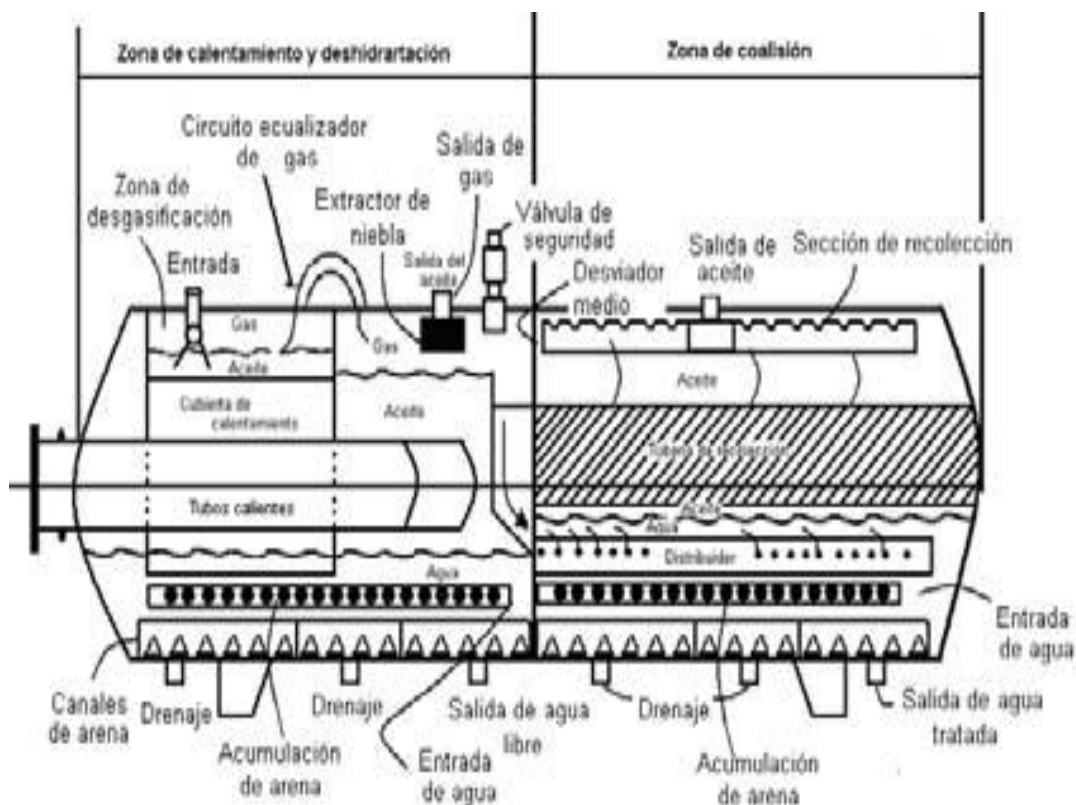 Zona de calentamiento y deshidrartación
Zona de coalisión
Circuito ecualizador
de gas
Salida de
gas
Zona de
desgasificación
Extractor de
niebla
Válvula de
seguridad
Salida de
aceite
Sección de recolección
Entrada
Salida del
aceite
Desviador
medio
Gas
Gas
Aceite
Aceite
Aceite
Cubierta de
calentamiento
Tubos calientes
Aceite
Agua
Distribuider
Agua
Entrada
de agua
Canales
de arena
Drenaje
Drenaje
Salida de agua
libre
Drenaje
Salida de agua
tratada
Acumulación
de arena
Entrada
de agua
Acumulación
de arena